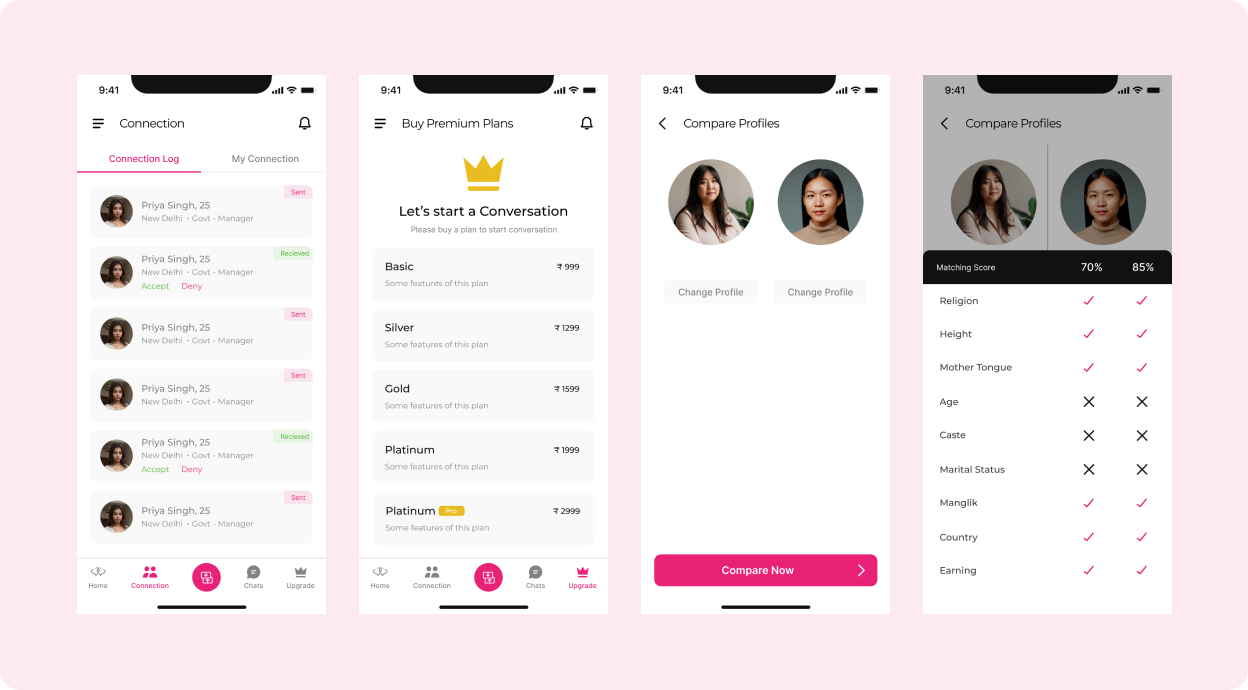 9:41
Connection
Connection Log
My Connection
Sent
Priya Singh, 25
New Delhi • Govt - Manager
Recieved
Priya Singh, 25
New Delhi • Govt - Manager
Accept Deny
Sent
Priya Singh, 25
New Delhi • Govt - Manager
Sent
Priya Singh, 25
New Delhi • Govt - Manager
Recieved
Priya Singh, 25
New Delhi • Govt - Manager
Accept Deny
Sent
Priya Singh, 25
New Delhi • Govt - Manager
Home Connection Chats Upgrade
9:41
Buy Premium Plans
Let's start a Conversation
Please buy a plan to start conversation
Basic ₹ 999
Some features of this plan
Silver ₹ 1299
Some features of this plan
Gold ₹ 1599
Some features of this plan
Platinum ₹ 1999
Some features of this plan
Platinum Pro ₹ 2999
Some features of this plan
Home Connection Chats Upgrade
9:41
Compare Profiles
Change Profile Change Profile
Compare Now
9:41
Compare Profiles
Matching Score 70% 85%
Religion
Height
Mother Tongue
Age
Caste
Marital Status
Manglik
Country
Earning